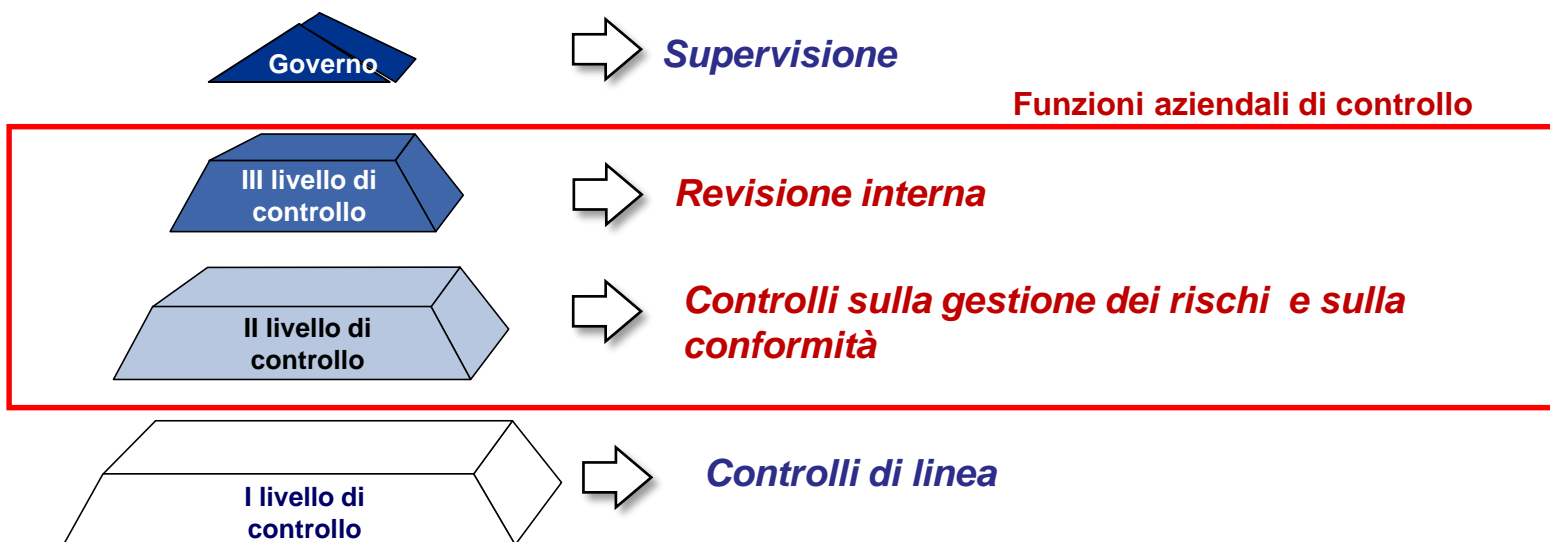 Governo
Supervisione
Funzioni aziendali di controllo
III livello di
controllo
Revisione interna
II livello di
controllo
Controlli sulla gestione dei rischi e sulla
conformità
I livello di
controllo
Controlli di linea